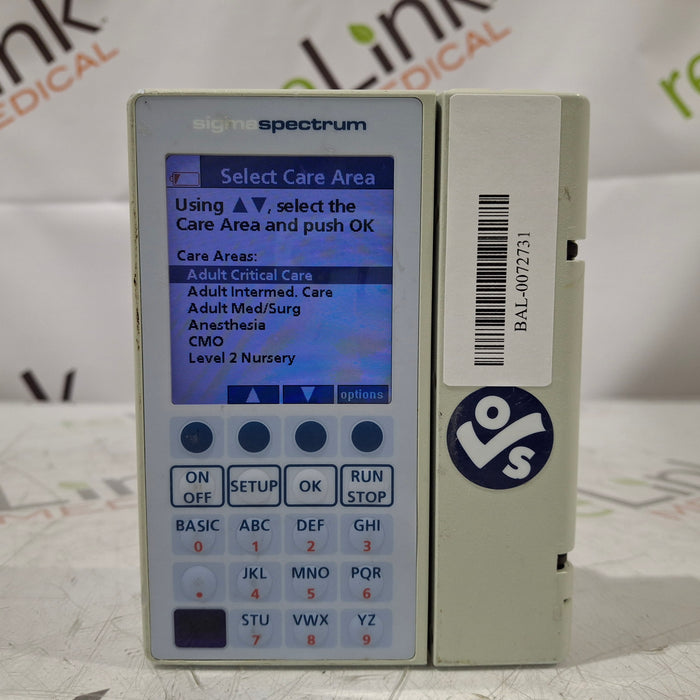 reLink
MEDICAL
sigmaspectrum
Select Care Area
Using ▲▼, select the
Care Area and push OK
Care Areas:
Adult Critical Care
Adult Intermed. Care
Adult Med/Surg
Anesthesia
CMO
Level 2 Nursery
▲ ▼ options
ON
OFF
SETUP
OK
RUN
STOP
BASIC
0
ABC
1
DEF
2
GHI
3
.
JKL
4
MNO
5
PQR
6
STU
7
VWX
8
YZ
9
BAL-0072731
OVS